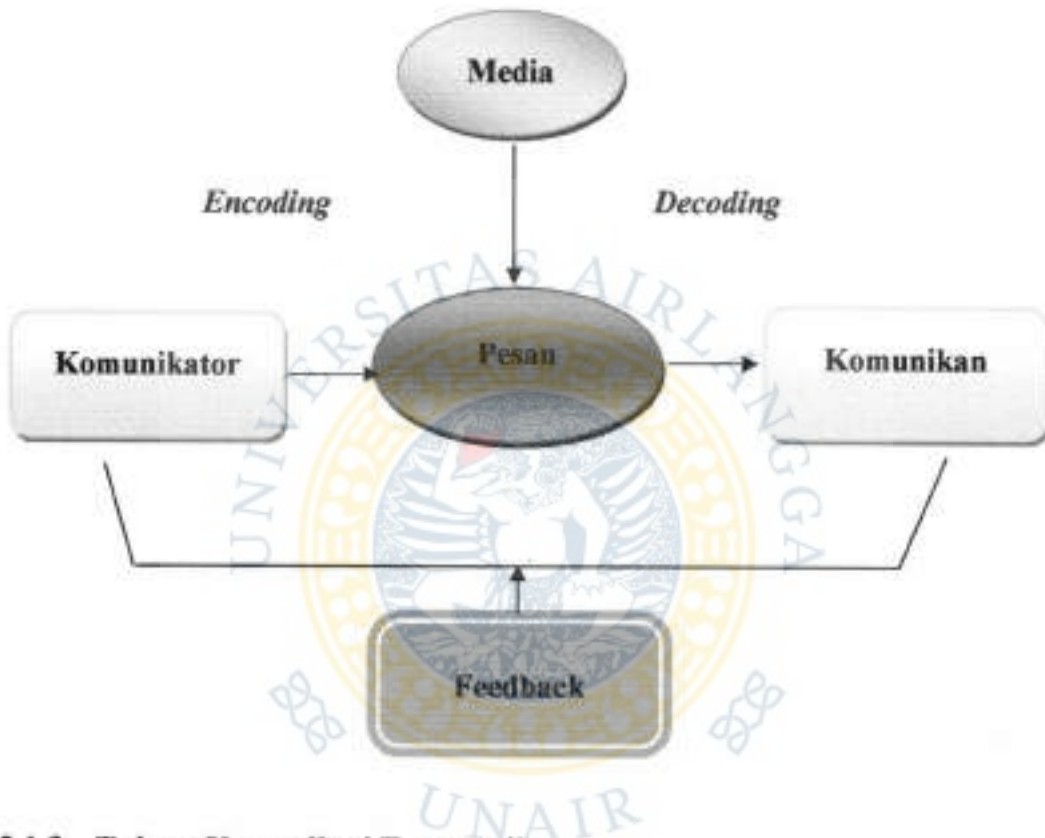 Media
Encoding
Decoding
Komunikator
Pesan
Komunikan
Feedback
UNIVERSITAS AIRLANGGA
UNAIR